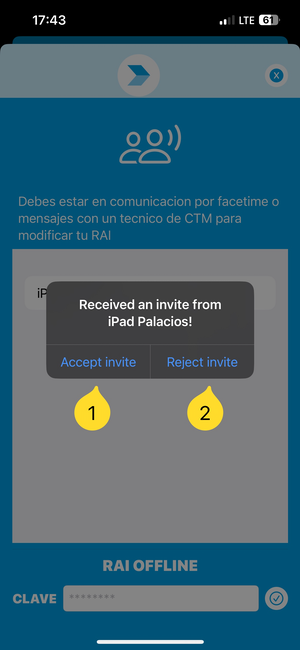 17:43
LTE 61
X
Debes estar en comunicacion por facetime o
mensajes con un tecnico de CTM para
modificar tu RAI
iP
Received an invite from
iPad Palacios!
Accept invite
Reject invite
1
2
RAI OFFLINE
CLAVE ********